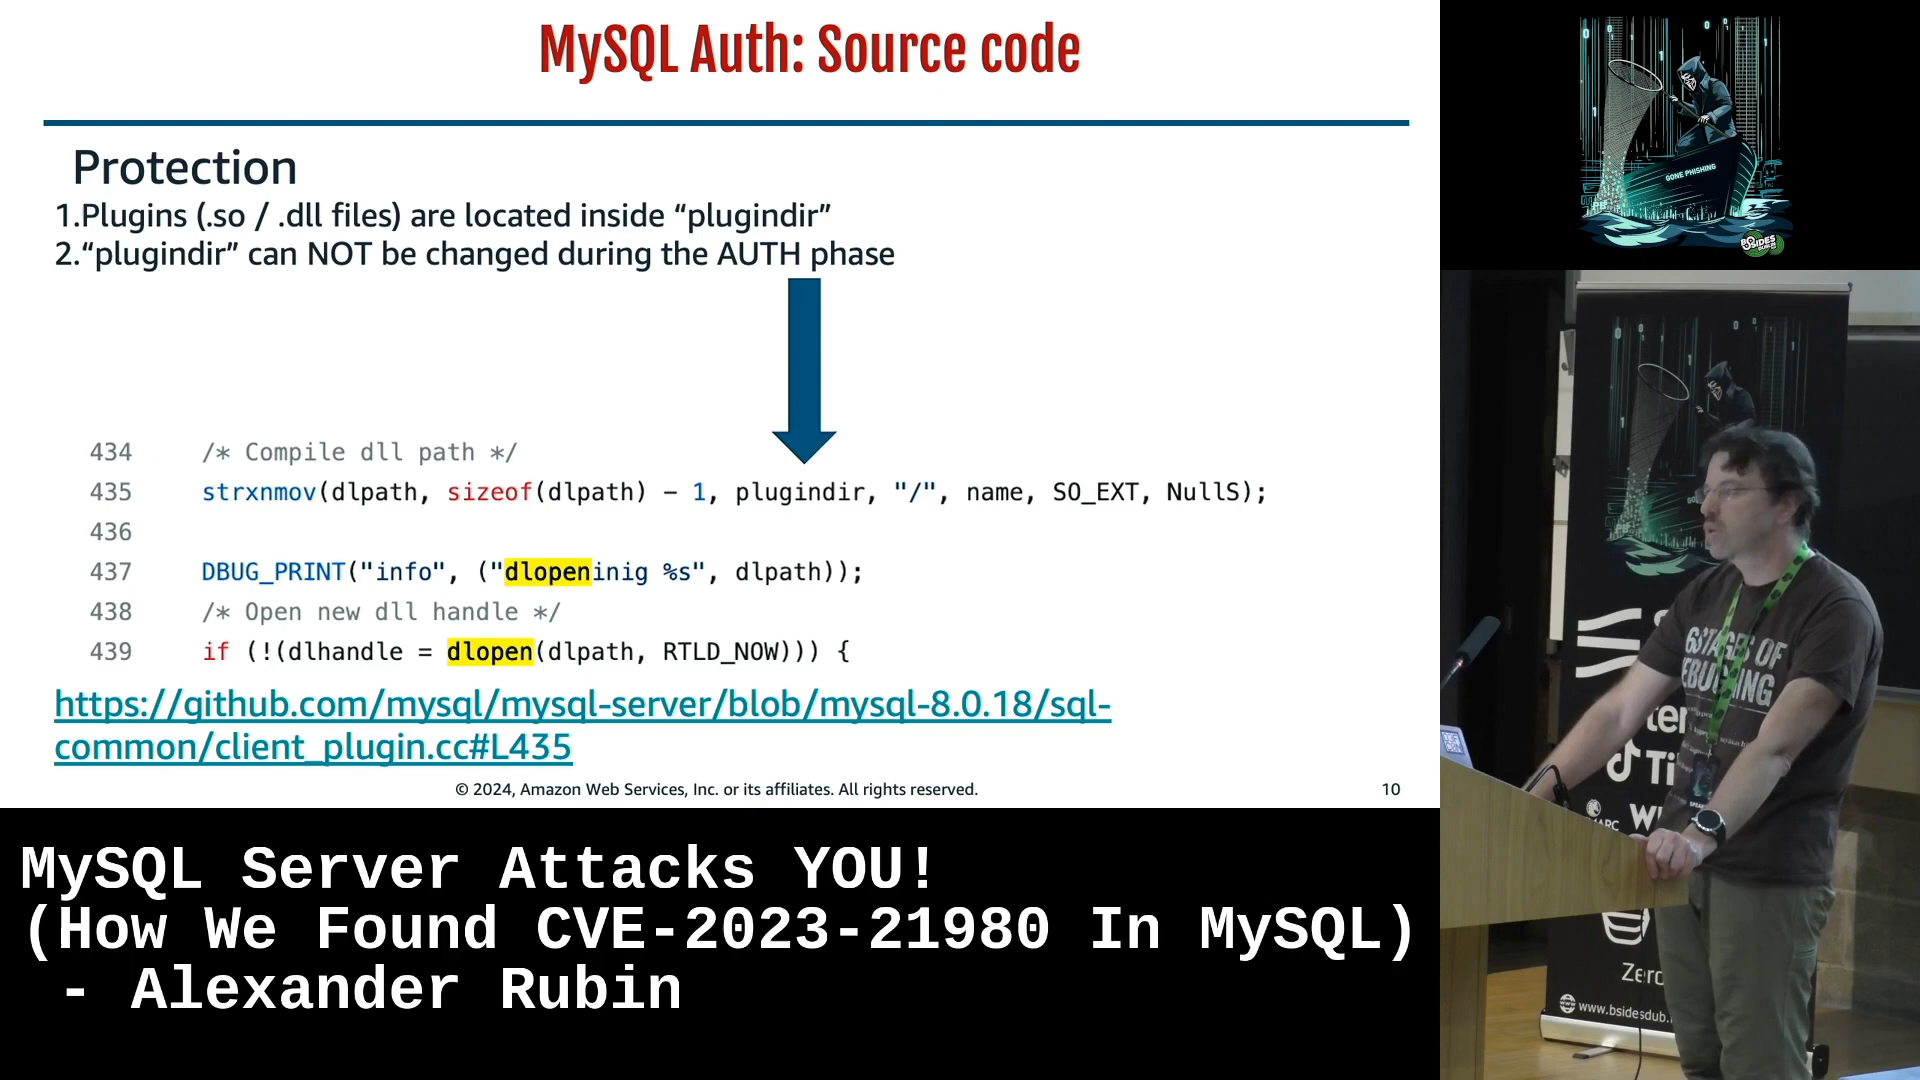 MySQL Auth: Source code
Protection
1.Plugins (.so / .dll files) are located inside “plugindir”
2.“plugindir” can NOT be changed during the AUTH phase
434 /* Compile dll path */
435 strxnmov(dlpath, sizeof(dlpath) - 1, plugindir, "/", name, SO_EXT, NullS);
436
437 DBUG_PRINT("info", ("dlopeninig %s", dlpath));
438 /* Open new dll handle */
439 if (!(dlhandle = dlopen(dlpath, RTLD_NOW))) {
https://github.com/mysql/mysql-server/blob/mysql-8.0.18/sql-
common/client_plugin.cc#L435
© 2024, Amazon Web Services, Inc. or its affiliates. All rights reserved.
10
MySQL Server Attacks YOU!
(How We Found CVE-2023-21980 In MySQL)
- Alexander Rubin
GONE PHISHING
BSIDES
STAGES OF
Zero
www.bsidesdub.